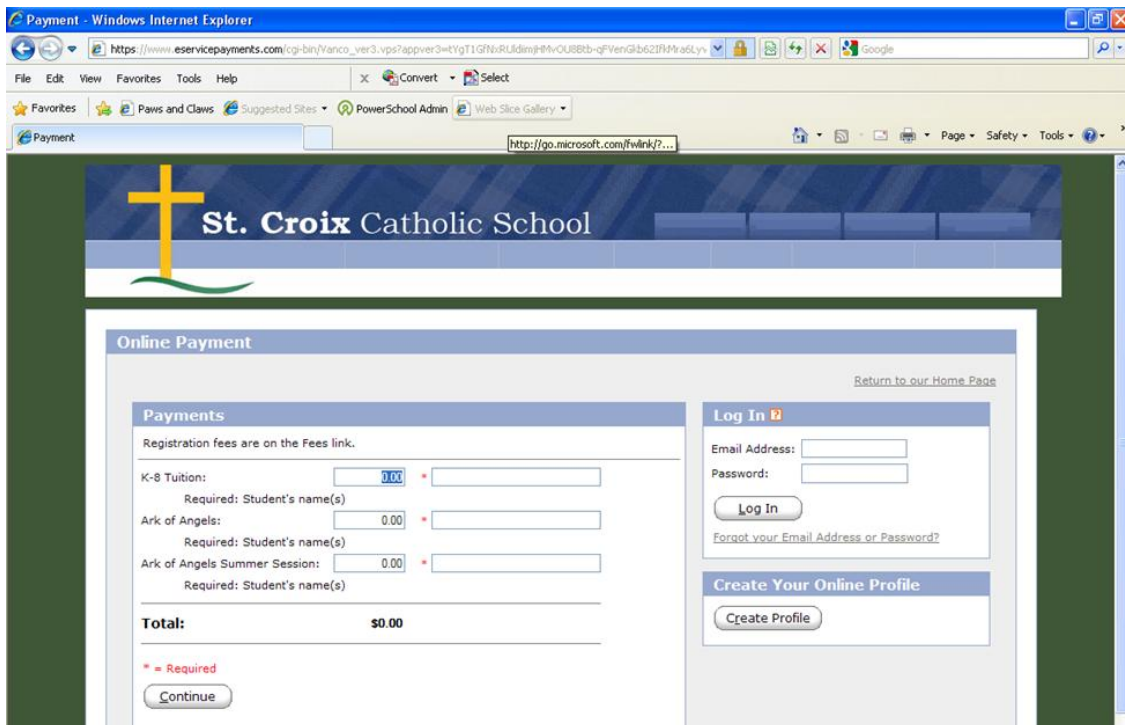 Payment - Windows Internet Explorer
Google
File Edit View Favorites Tools Help
x Convert Select
Favorites Paws and Claws Suggested Sites PowerSchool Admin Web Slice Gallery
Payment
Page Safety Tools
http://go.microsoft.com/fwlink/?...
St. Croix Catholic School
Online Payment
Return to our Home Page
Payments
Registration fees are on the Fees link.
K-8 Tuition: 0.00 *
Required: Student's name(s)
Ark of Angels: 0.00 *
Required: Student's name(s)
Ark of Angels Summer Session: 0.00 *
Required: Student's name(s)
Total: $0.00
* = Required
Continue
Log In ?
Email Address:
Password:
Log In
Forgot your Email Address or Password?
Create Your Online Profile
Create Profile